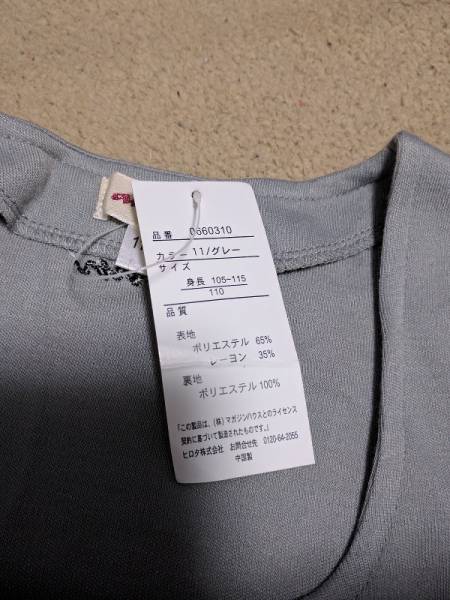 品番 0660310
カラー 11/グレー
サイズ
身長 105-115
110
品質
表地
ポリエステル 65%
レーヨン 35%
裏地
ポリエステル 100%
「この製品は、(株)マガジンハウスとのライセンス
契約に基づいて製造されたものです。」
ヒロタ株式会社 お問合せ先 0120-64-2055
中国製